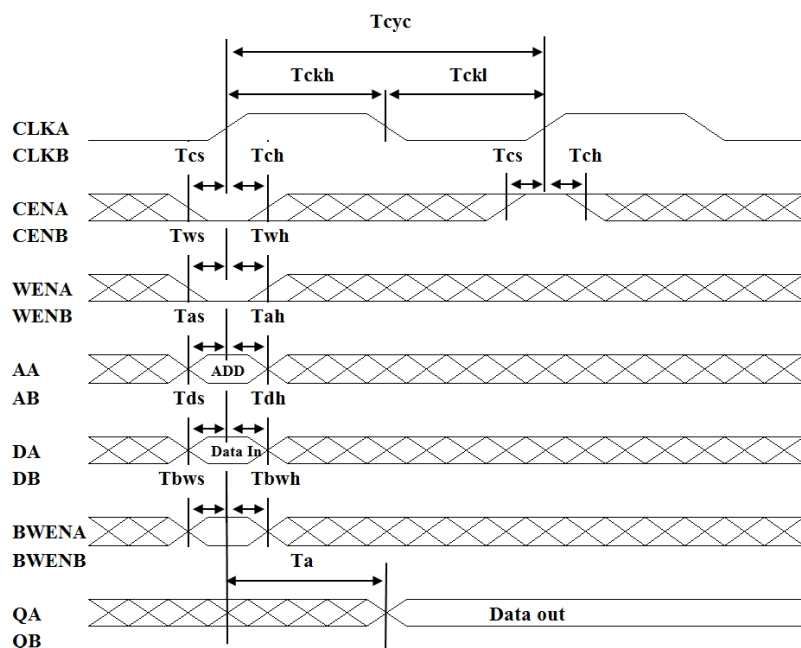 Tcyc
Tckh Tckl
CLKA
CLKB Tcs Tch Tcs Tch
CENA
CENB Tws Twh
WENA
WENB Tas Tah
AA ADD
AB Tds Tdh
DA Data In
DB Tbws Tbwh
BWENA
BWENB Ta
QA Data out
OB